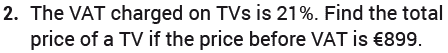 2. The VAT charged on TVs is 21%. Find the total
price of a TV if the price before VAT is €899.